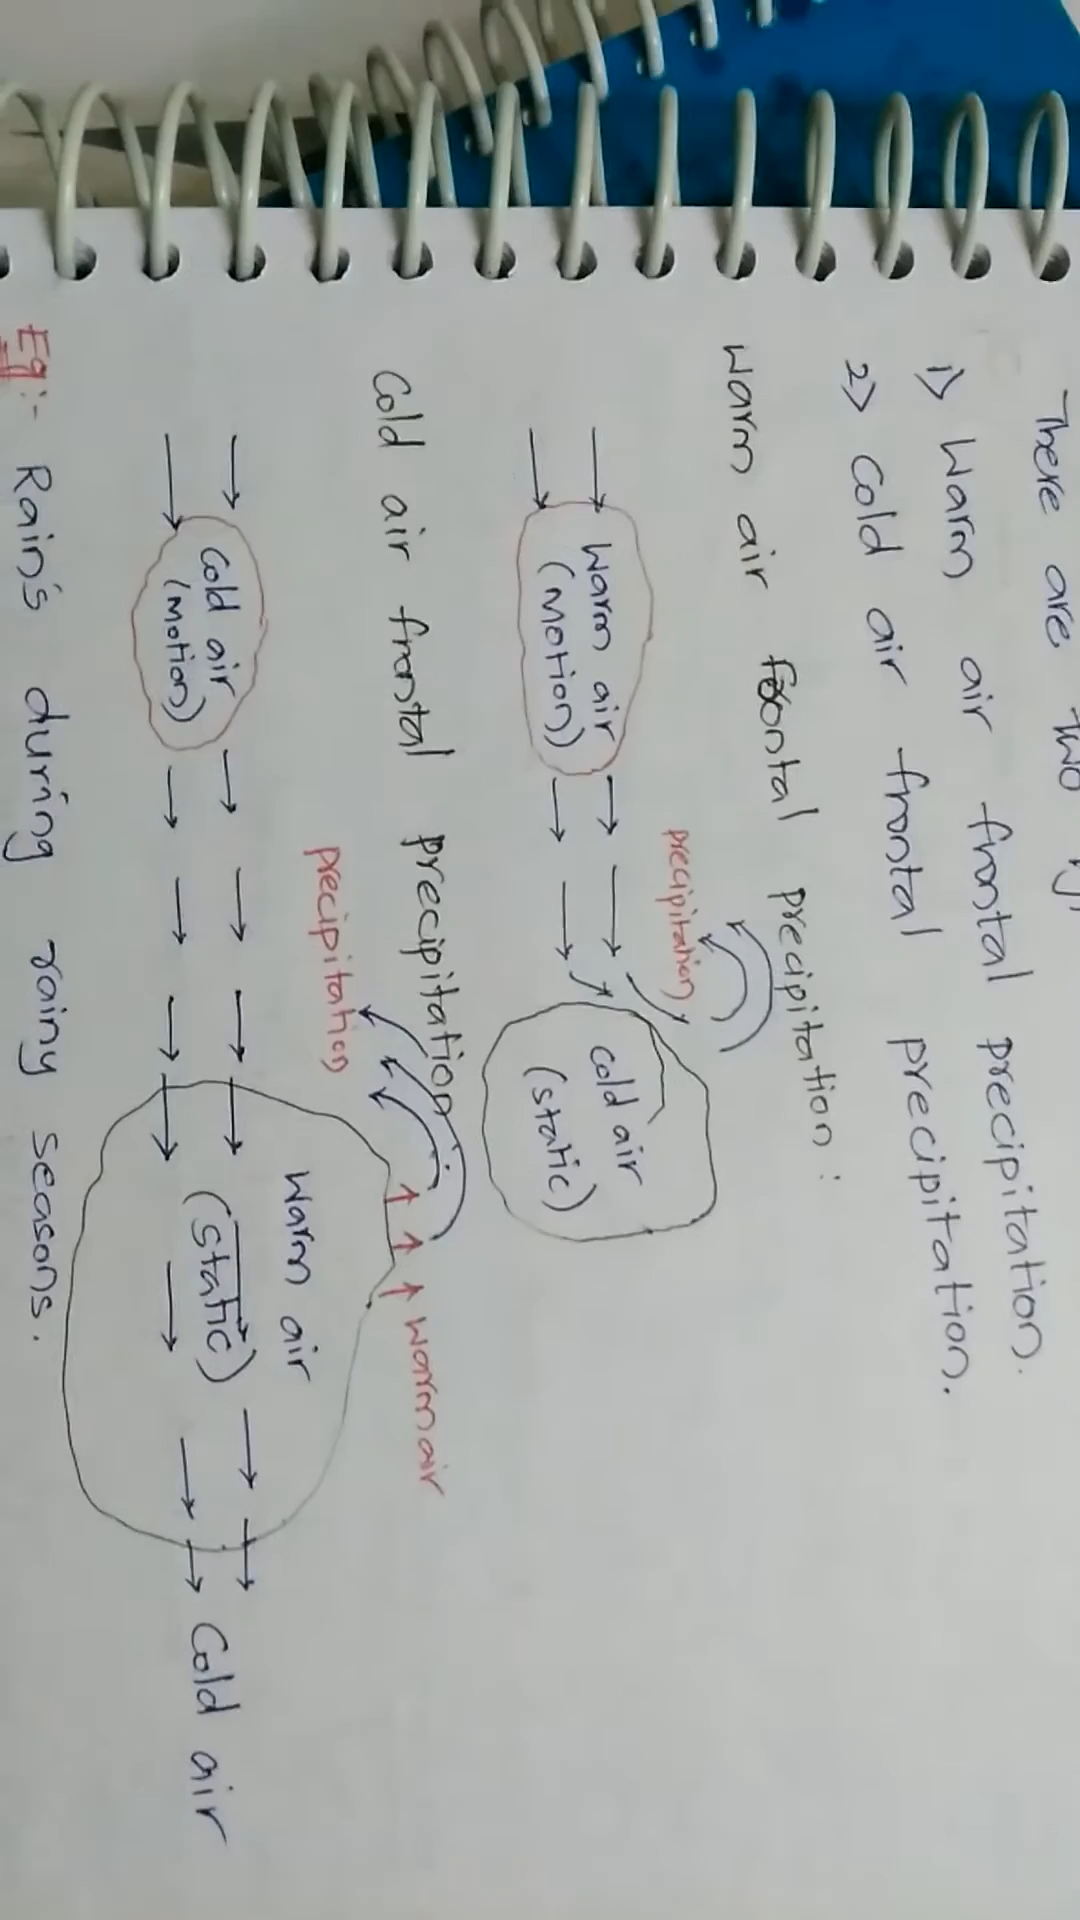 There are two
1) Warm air frontal precipitation.
2) Cold air frontal precipitation.
Warm air frontal precipitation :
precipitation
Warm air
(Motion)
Cold air
(static)
Cold air frontal precipitation
precipitation
warm air
Cold air
(Motion)
Warm air
(static)
Cold air
Eg:- Rain's during rainy seasons.